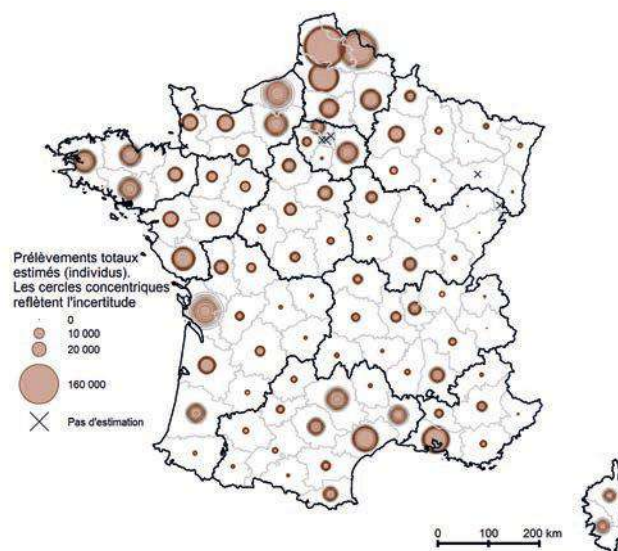 Prélèvements totaux
estimés (individus).
Les cercles concentriques
reflètent l'incertitude
0
10 000
20 000
160 000
Pas d'estimation
0 100 200 km